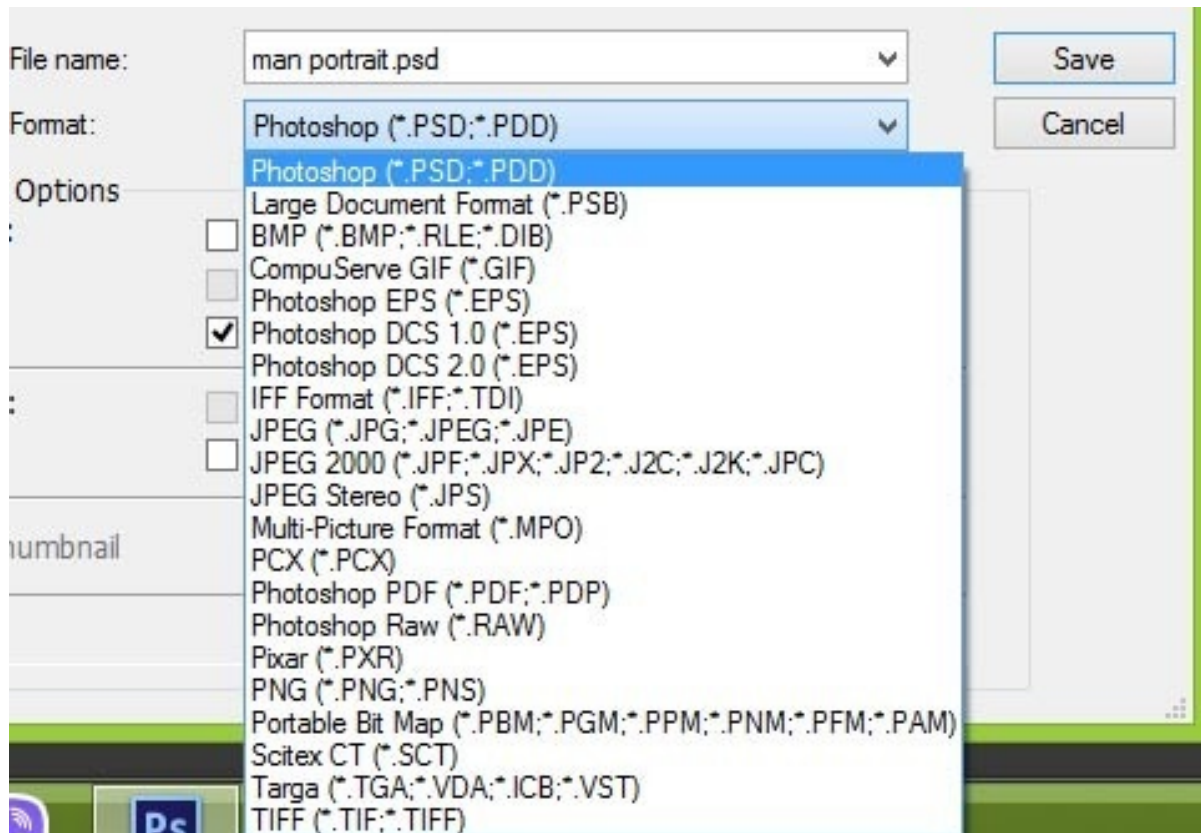 File name:
man portrait.psd
Save
Format:
Photoshop (*.PSD;*.PDD)
Cancel
Photoshop (*.PSD;*.PDD)
Options
Large Document Format (*.PSB)
:
BMP (*.BMP;*.RLE;*.DIB)
CompuServe GIF (*.GIF)
Photoshop EPS (*.EPS)
Photoshop DCS 1.0 (*.EPS)
Photoshop DCS 2.0 (*.EPS)
:
IFF Format (*.IFF;*.TDI)
JPEG (*.JPG;*.JPEG;*.JPE)
JPEG 2000 (*.JPF;*.JPX;*.JP2;*.J2C;*.J2K;*.JPC)
JPEG Stereo (*.JPS)
Multi-Picture Format (*.MPO)
umbnail
PCX (*.PCX)
Photoshop PDF (*.PDF;*.PDP)
Photoshop Raw (*.RAW)
Pixar (*.PXR)
PNG (*.PNG;*.PNS)
Portable Bit Map (*.PBM;*.PGM;*.PPM;*.PNM;*.PFM;*.PAM)
Scitex CT (*.SCT)
Targa (*.TGA;*.VDA;*.ICB;*.VST)
Ps
TIFF (*.TIF;*.TIFF)